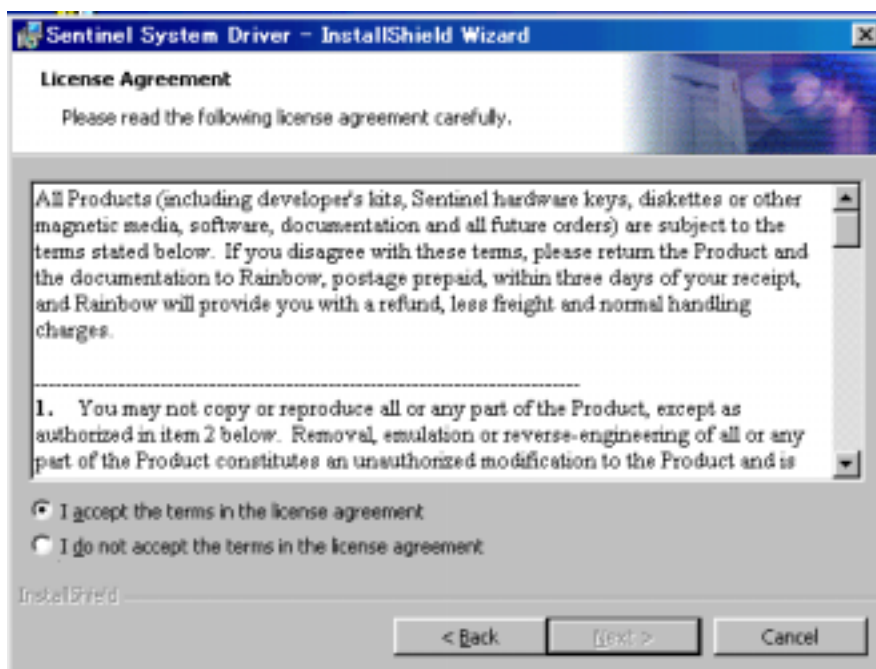 Sentinel System Driver - InstallShield Wizard
License Agreement
Please read the following license agreement carefully.
All Products (including developer's kits, Sentinel hardware keys, diskettes or other
magnetic media, software, documentation and all future orders) are subject to the
terms stated below. If you disagree with these terms, please return the Product and
the documentation to Rainbow, postage prepaid, within three days of your receipt,
and Rainbow will provide you with a refund, less freight and normal handling
charges.
1. You may not copy or reproduce all or any part of the Product, except as
authorized in item 2 below. Removal, emulation or reverse-engineering of all or any
part of the Product constitutes an unauthorized modification to the Product and is
I accept the terms in the license agreement
I do not accept the terms in the license agreement
InstallShield
< Back
Next >
Cancel